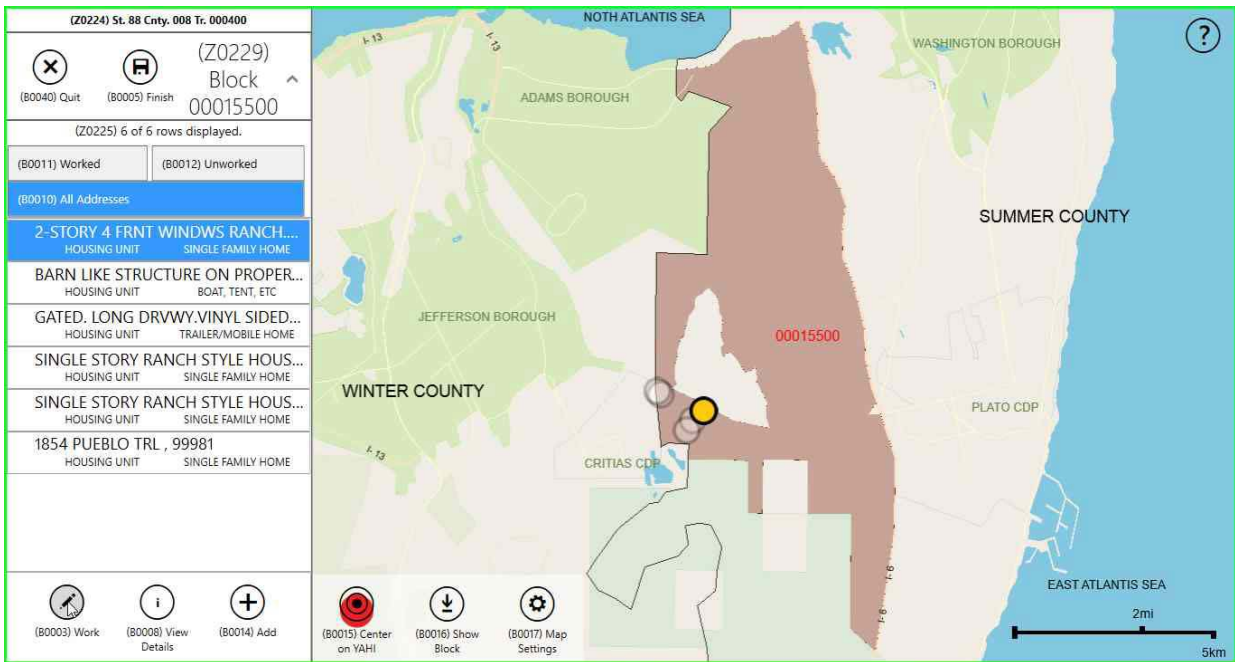 (Z0224) St. 88 Cnty. 008 Tr. 000400
(B0040) Quit
(B0005) Finish
(Z0229)
Block
00015500
(Z0225) 6 of 6 rows displayed.
(B0011) Worked
(B0012) Unworked
(B0010) All Addresses
2-STORY 4 FRNT WINDWS RANCH....
HOUSING UNIT SINGLE FAMILY HOME
BARN LIKE STRUCTURE ON PROPER...
HOUSING UNIT BOAT, TENT, ETC
GATED. LONG DRVWY.VINYL SIDED...
HOUSING UNIT TRAILER/MOBILE HOME
SINGLE STORY RANCH STYLE HOUS...
HOUSING UNIT SINGLE FAMILY HOME
SINGLE STORY RANCH STYLE HOUS...
HOUSING UNIT SINGLE FAMILY HOME
1854 PUEBLO TRL , 99981
HOUSING UNIT SINGLE FAMILY HOME
(B0003) Work
i
(B0008) View
Details
(B0014) Add
NOTH ATLANTIS SEA
?
I- 13
I- 13
WASHINGTON BOROUGH
ADAMS BOROUGH
SUMMER COUNTY
JEFFERSON BOROUGH
00015500
WINTER COUNTY
PLATO CDP
I- 13
CRITIAS CDP
I- 9
I- 9
EAST ATLANTIS SEA
2mi
5km
(B0015) Center
on YAHI
(B0016) Show
Block
(B0017) Map
Settings